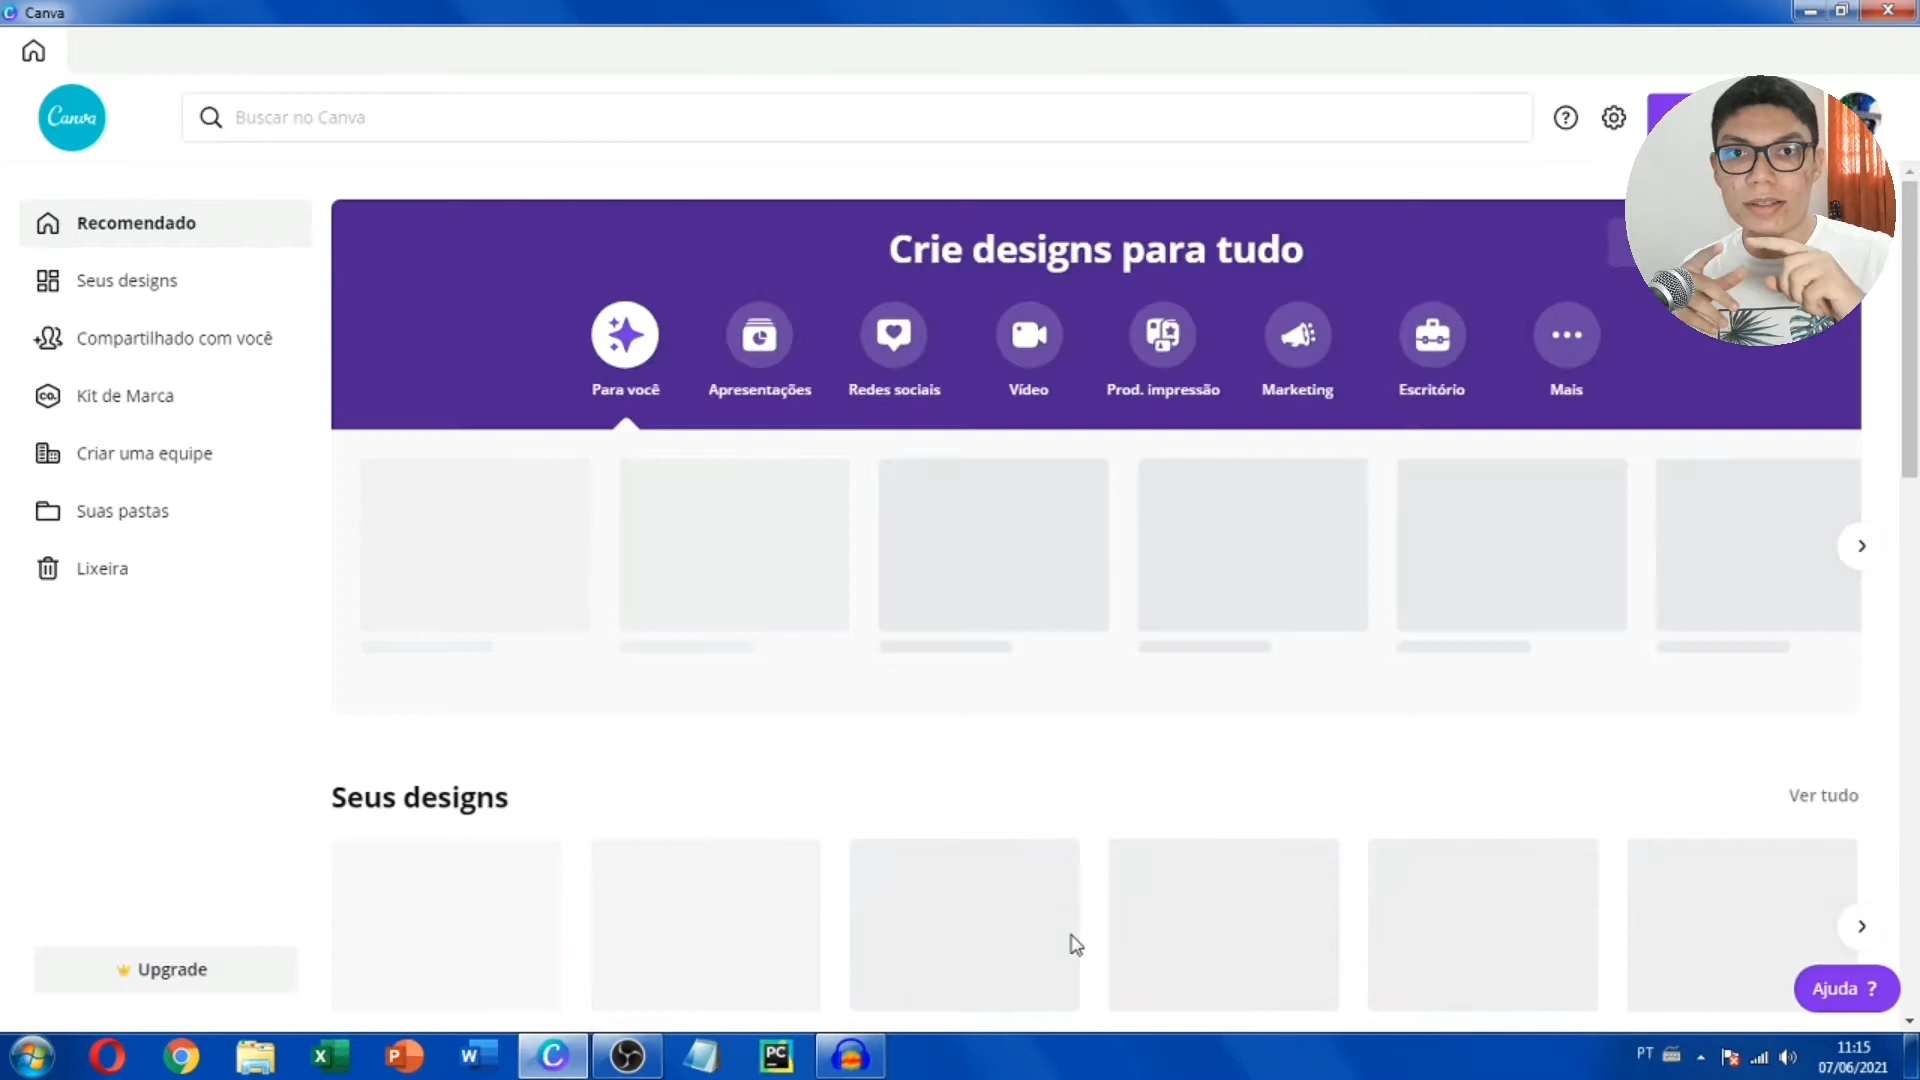 Canva
Canva
Buscar no Canva
Recomendado
Seus designs
Compartilhado com você
Kit de Marca
Criar uma equipe
Suas pastas
Lixeira
Upgrade
Crie designs para tudo
Para você
Apresentações
Redes sociais
Vídeo
Prod. impressão
Marketing
Escritório
Mais
Seus designs
Ver tudo
Ajuda ?
PT
11:15
07/06/2021